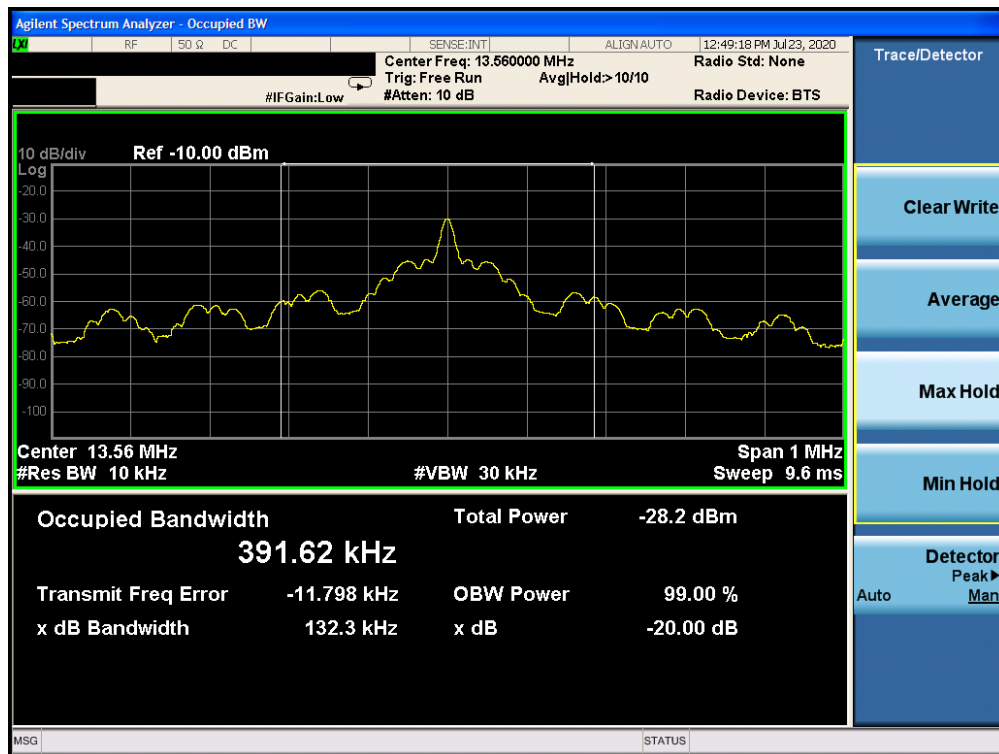 Agilent Spectrum Analyzer - Occupied BW
LXI RF 50 Ω DC SENSE:INT ALIGN AUTO 12:49:18 PM Jul 23, 2020
Center Freq: 13.560000 MHz Radio Std: None
Trig: Free Run Avg|Hold:> 10/10
#IFGain:Low #Atten: 10 dB Radio Device: BTS
Trace/Detector
10 dB/div Ref -10.00 dBm
Log
-20.0
-30.0
-40.0
-50.0
-60.0
-70.0
-80.0
-90.0
-100
Center 13.56 MHz Span 1 MHz
#Res BW 10 kHz #VBW 30 kHz Sweep 9.6 ms
Occupied Bandwidth Total Power -28.2 dBm
391.62 kHz
Transmit Freq Error -11.798 kHz OBW Power 99.00 %
x dB Bandwidth 132.3 kHz x dB -20.00 dB
Clear Write
Average
Max Hold
Min Hold
Detector
Peak▶
Auto Man
MSG STATUS